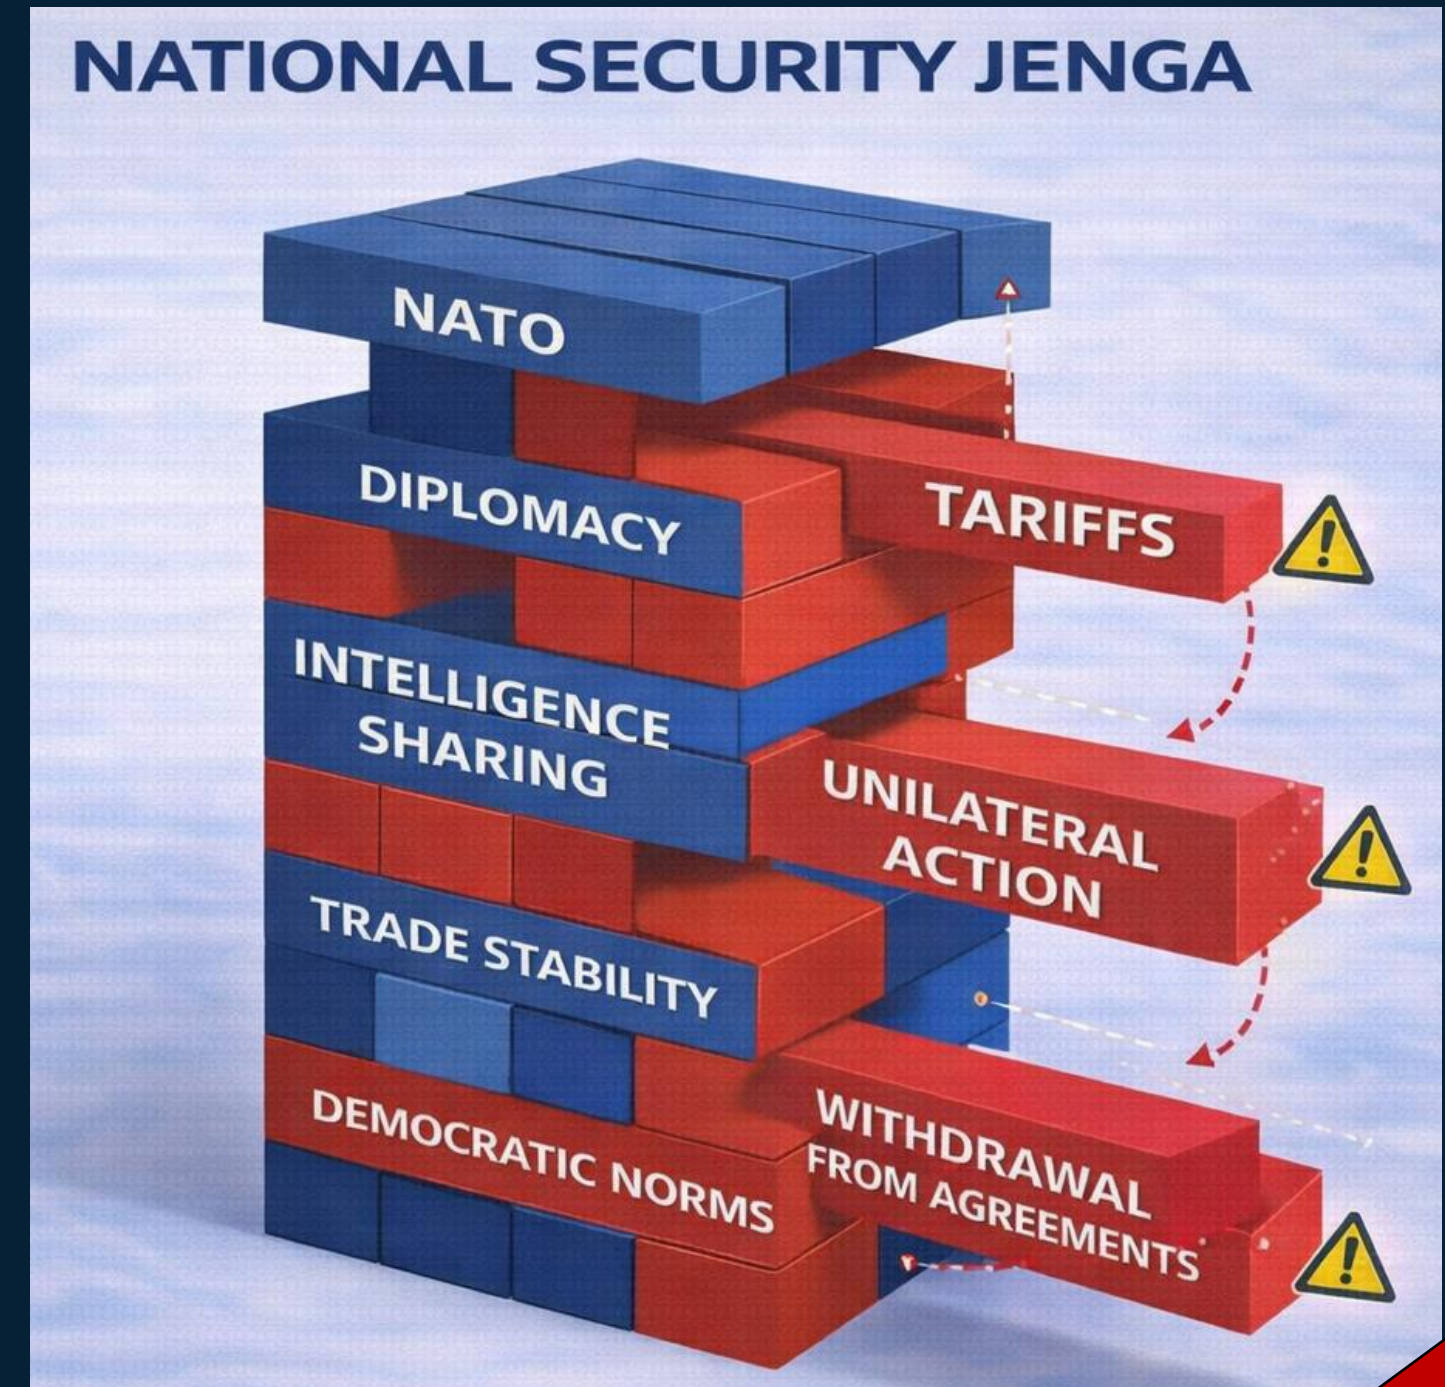 NATIONAL SECURITY JENGA
NATO
DIPLOMACY
TARIFFS
INTELLIGENCE
SHARING
UNILATERAL
ACTION
TRADE STABILITY
DEMOCRATIC NORMS
WITHDRAWAL
FROM AGREEMENTS